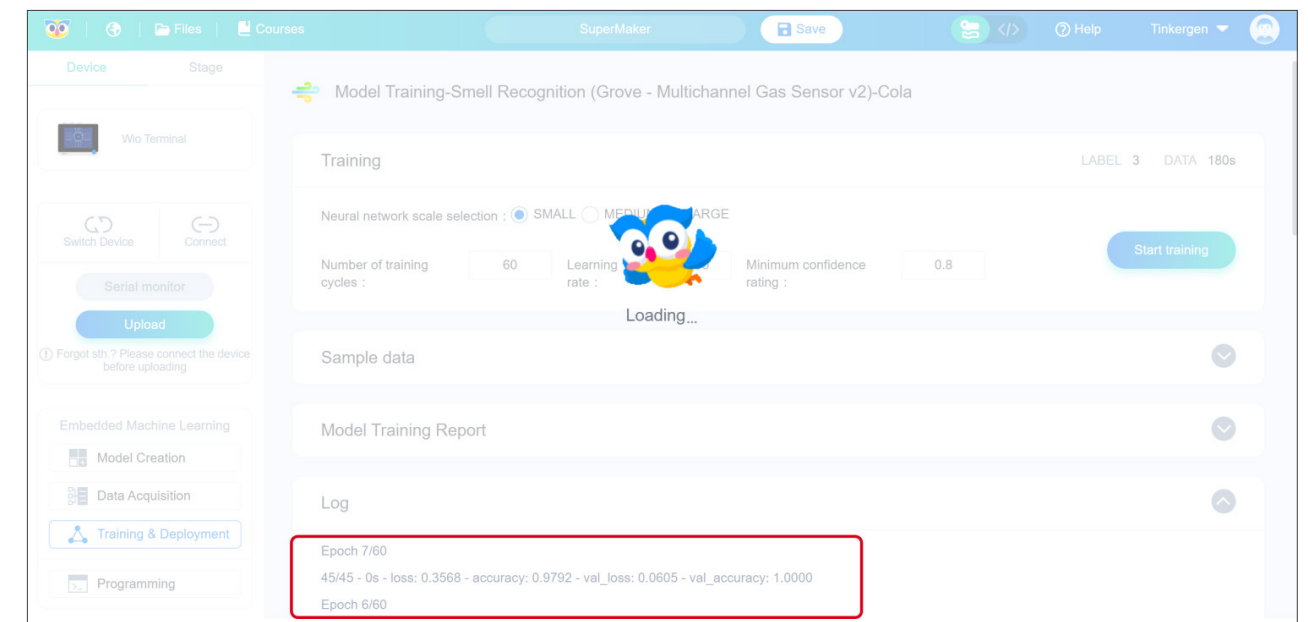 Files Courses SuperMaker Save </> Help Tinkergen
Device Stage
Model Training-Smell Recognition (Grove - Multichannel Gas Sensor v2)-Cola
Wio Terminal
Training LABEL 3 DATA 180s
Neural network scale selection : SMALL
Switch Device Connect
Start training
Number of training cycles : 60 Learning rate : Minimum confidence rating : 0.8
Serial monitor
Loading...
Upload
Forgot sth.? Please connect the device
before uploading
Sample data
Embedded Machine Learning
Model Training Report
Model Creation
Data Acquisition
Log
Training & Deployment
Epoch 7/60
45/45 - 0s - loss: 0.3568 - accuracy: 0.9792 - val_loss: 0.0605 - val_accuracy: 1.0000
Programming
Epoch 6/60